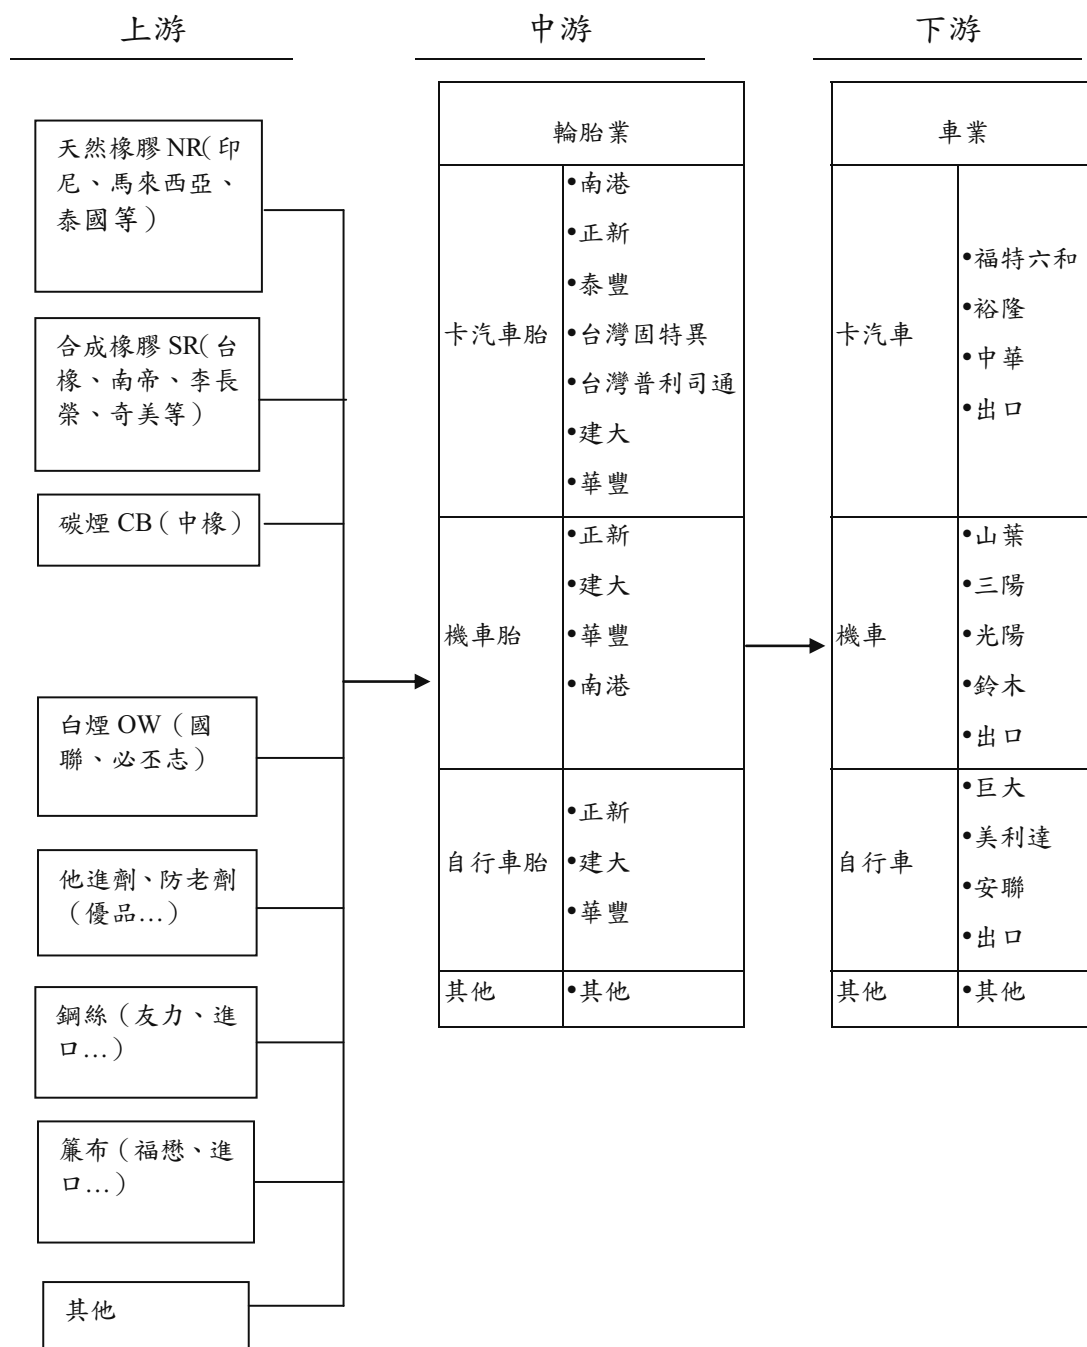 上游
中游
下游
天然橡膠 NR(印
尼、馬來西亞、
泰國等)
合成橡膠 SR(台
橡、南帝、李長
榮、奇美等)
碳煙 CB(中橡)
白煙 OW(國
聯、必丕志)
他進劑、防老劑
(優品…)
鋼絲(友力、進
口…)
簾布(福懋、進
口…)
其他
輪胎業
卡汽車胎
•南港
•正新
•泰豐
•台灣固特異
•台灣普利司通
•建大
•華豐
機車胎
•正新
•建大
•華豐
•南港
自行車胎
•正新
•建大
•華豐
其他
•其他
車業
卡汽車
•福特六和
•裕隆
•中華
•出口
機車
•山葉
•三陽
•光陽
•鈴木
•出口
自行車
•巨大
•美利達
•安聯
•出口
其他
•其他